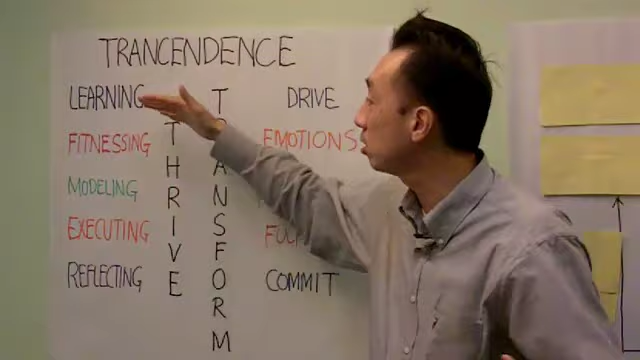 TRANCENDENCE
LEARNING
FITNESSING
MODELING
EXECUTING
REFLECTING
THRIVE
DRIVE
EMOTIONS
COMMIT